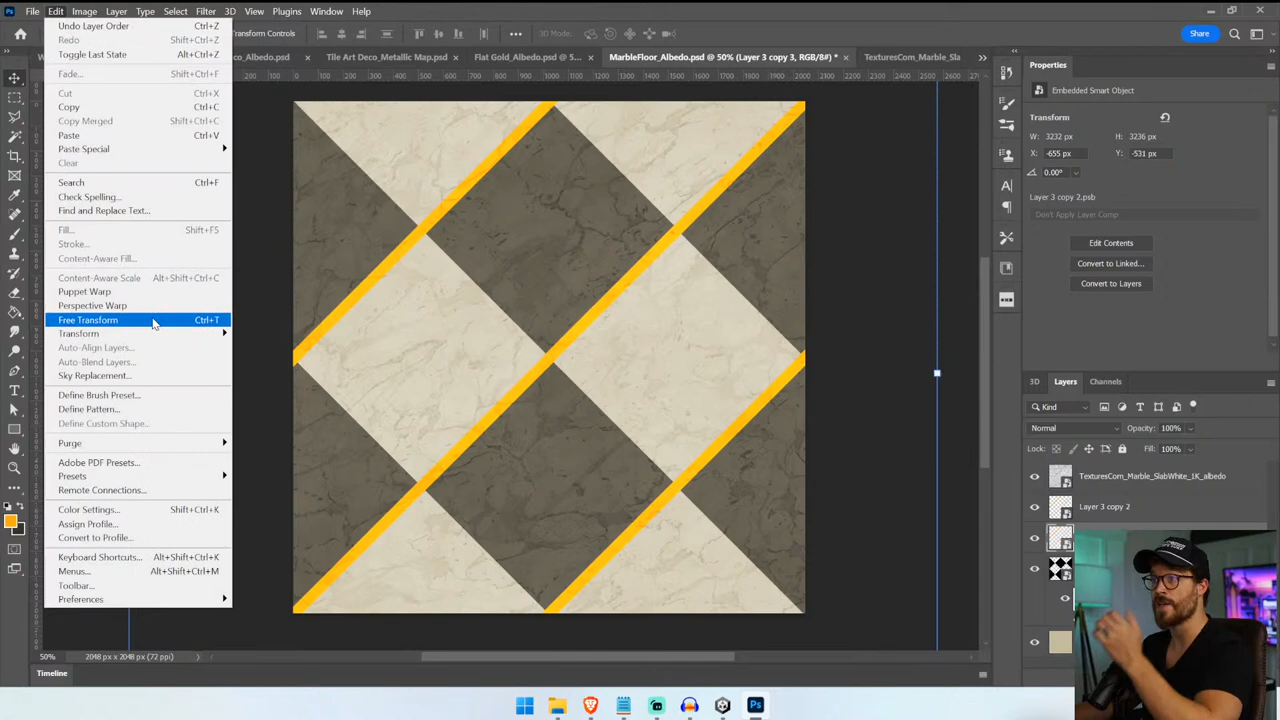 File Edit Image Layer Type Select Filter 3D View Plugins Window Help
Transform Controls 3D Mode: Share
_Albedo.psd × Tile Art Deco_Metallic Map.psd × Flat Gold_Albedo.psd @ 5... × MarbleFloor_Albedo.psd @ 50% (Layer 3 copy 3, RGB/8#) * × TexturesCom_Marble_Sla
Undo Layer Order Ctrl+Z
Redo Shift+Ctrl+Z
Toggle Last State Alt+Ctrl+Z
Fade... Shift+Ctrl+F
Cut Ctrl+X
Copy Ctrl+C
Copy Merged Shift+Ctrl+C
Paste Ctrl+V
Paste Special
Clear
Search Ctrl+F
Check Spelling...
Find and Replace Text...
Fill... Shift+F5
Stroke...
Content-Aware Fill...
Content-Aware Scale Alt+Shift+Ctrl+C
Puppet Warp
Perspective Warp
Free Transform Ctrl+T
Transform
Auto-Align Layers...
Auto-Blend Layers...
Sky Replacement...
Define Brush Preset...
Define Pattern...
Define Custom Shape...
Purge
Adobe PDF Presets...
Presets
Remote Connections...
Color Settings... Shift+Ctrl+K
Assign Profile...
Convert to Profile...
Keyboard Shortcuts... Alt+Shift+Ctrl+K
Menus... Alt+Shift+Ctrl+M
Toolbar...
Preferences
50% 2048 px x 2048 px (72 ppi)
Timeline
Properties
Embedded Smart Object
Transform
W: 3232 px H: 3236 px
X: -655 px Y: -531 px
0.00°
Layer 3 copy 2.psb
Don't Apply Layer Comp
Edit Contents
Convert to Linked...
Convert to Layers
3D Layers Channels
Kind
Normal Opacity: 100%
Lock: Fill: 100%
TexturesCom_Marble_SlabWhite_1K_albedo
Layer 3 copy 2
Ps